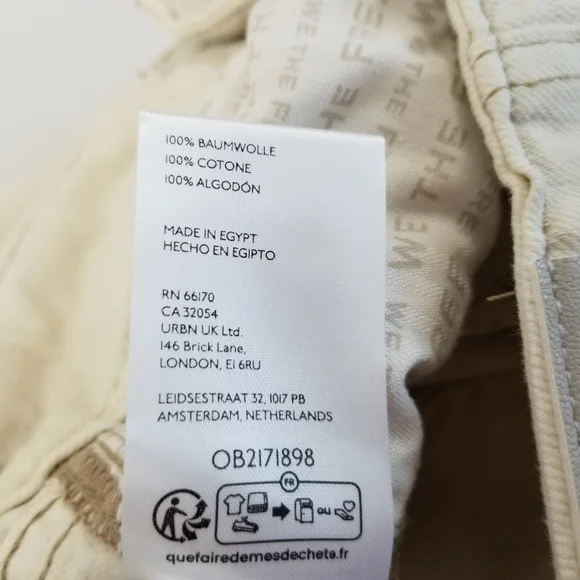 100% BAUMWOLLE
100% COTONE
100% ALGODÓN
MADE IN EGYPT
HECHO EN EGIPTO
RN 66170
CA 32054
URBN UK Ltd.
146 Brick Lane,
LONDON, E1 6RU
LEIDSESTRAAT 32, 1017 PB
AMSTERDAM, NETHERLANDS
OB2171898
FR
ou
quefairedemesdechets.fr
WE THE